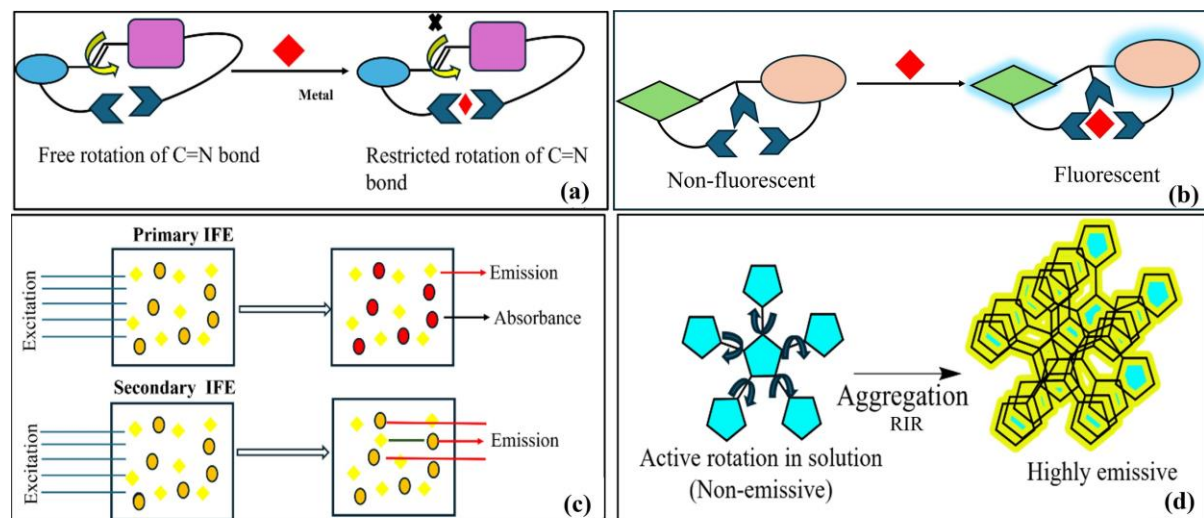 Metal
Free rotation of C=N bond
Restricted rotation of C=N
bond
(a)
Non-fluorescent
Fluorescent
(b)
Primary IFE
Excitation
Emission
Absorbance
Secondary IFE
Excitation
Emission
(c)
Active rotation in solution
(Non-emissive)
Aggregation
RIR
Highly emissive
(d)